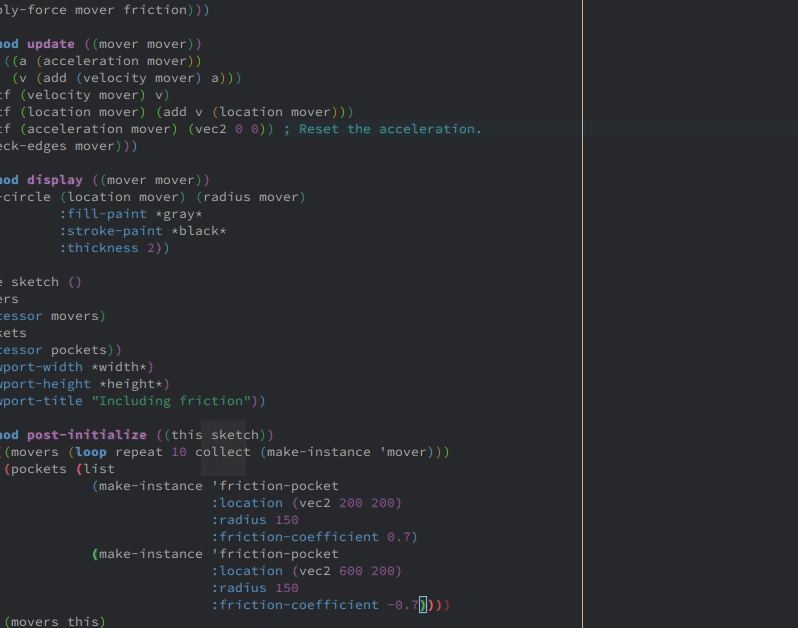 ply-force mover friction)))
mod update ((mover mover))
((a (acceleration mover))
(v (add (velocity mover) a)))
tf (velocity mover) v)
tf (location mover) (add v (location mover)))
tf (acceleration mover) (vec2 0 0)) ; Reset the acceleration.
eck-edges mover)))
mod display ((mover mover))
-circle (location mover) (radius mover)
:fill-paint *gray*
:stroke-paint *black*
:thickness 2))
e sketch ()
ers
cessor movers)
kets
cessor pockets))
wport-width *width*)
wport-height *height*)
wport-title "Including friction"))
mod post-initialize ((this sketch))
((movers (loop repeat 10 collect (make-instance 'mover)))
(pockets (list
(make-instance 'friction-pocket
:location (vec2 200 200)
:radius 150
:friction-coefficient 0.7)
(make-instance 'friction-pocket
:location (vec2 600 200)
:radius 150
:friction-coefficient -0.7))))
(movers this)